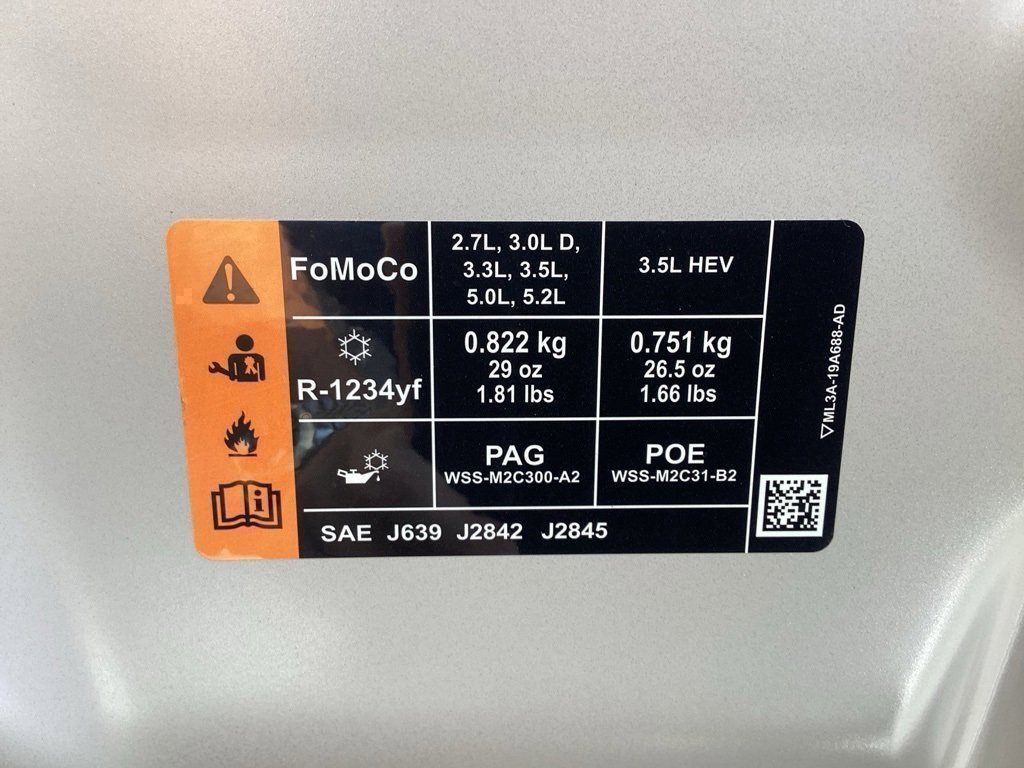 FoMoCo
2.7L, 3.0L D,
3.3L, 3.5L,
5.0L, 5.2L
3.5L HEV
R-1234yf
0.822 kg
29 oz
1.81 lbs
0.751 kg
26.5 oz
1.66 lbs
PAG
WSS-M2C300-A2
POE
WSS-M2C31-B2
SAE J639 J2842 J2845
ML3A-19A688-AD